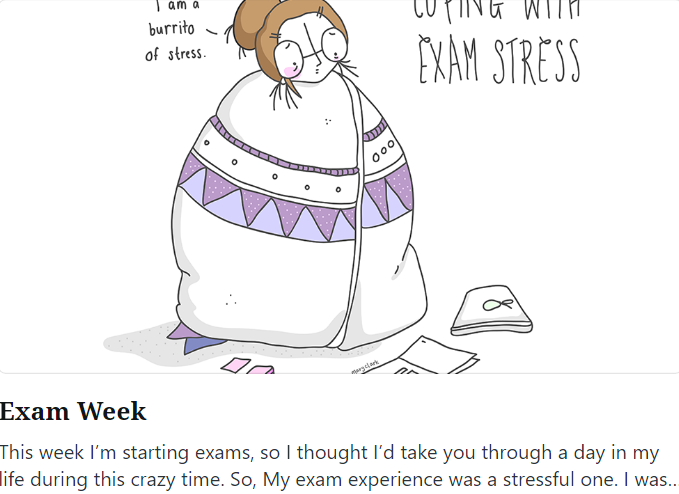 I am a
burrito
of stress.
COPING WITH
EXAM STRESS
maryclark
Exam Week
This week I’m starting exams, so I thought I’d take you through a day in my
life during this crazy time. So, My exam experience was a stressful one. I was..